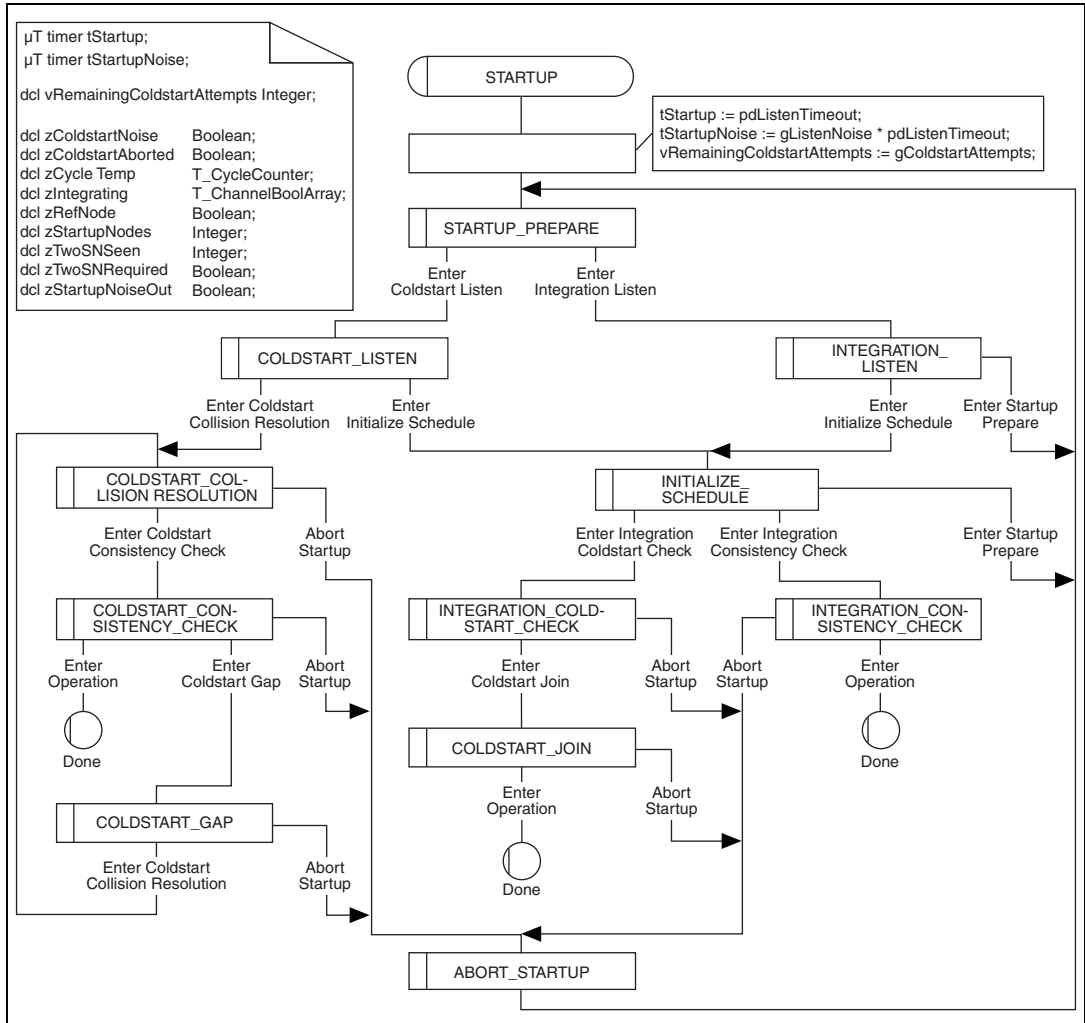 µT timer tStartup;
µT timer tStartupNoise;
dcl vRemainingColdstartAttempts Integer;
dcl zColdstartNoise Boolean;
dcl zColdstartAborted Boolean;
dcl zCycle Temp T_CycleCounter;
dcl zIntegrating T_ChannelBoolArray;
dcl zRefNode Boolean;
dcl zStartupNodes Integer;
dcl zTwoSNSeen Integer;
dcl zTwoSNRequired Boolean;
dcl zStartupNoiseOut Boolean;
STARTUP
tStartup := pdListenTimeout;
tStartupNoise := gListenNoise * pdListenTimeout;
vRemainingColdstartAttempts := gColdstartAttempts;
STARTUP_PREPARE
Enter
Coldstart Listen
Enter
Integration Listen
COLDSTART_LISTEN
INTEGRATION_
LISTEN
Enter Coldstart
Collision Resolution
Enter
Initialize Schedule
Enter
Initialize Schedule
Enter Startup
Prepare
COLDSTART_COL-
LISION RESOLUTION
INITIALIZE_
SCHEDULE
Enter Coldstart
Consistency Check
Abort
Startup
Enter Integration
Coldstart Check
Enter Integration
Consistency Check
Enter Startup
Prepare
COLDSTART_CON-
SISTENCY_CHECK
INTEGRATION_COLD-
START_CHECK
INTEGRATION_CON-
SISTENCY_CHECK
Enter
Operation
Enter
Coldstart Gap
Abort
Startup
Enter
Coldstart Join
Abort
Startup
Abort
Startup
Enter
Operation
Done
COLDSTART_JOIN
Done
Enter
Operation
Abort
Startup
COLDSTART_GAP
Enter Coldstart
Collision Resolution
Abort
Startup
Done
ABORT_STARTUP